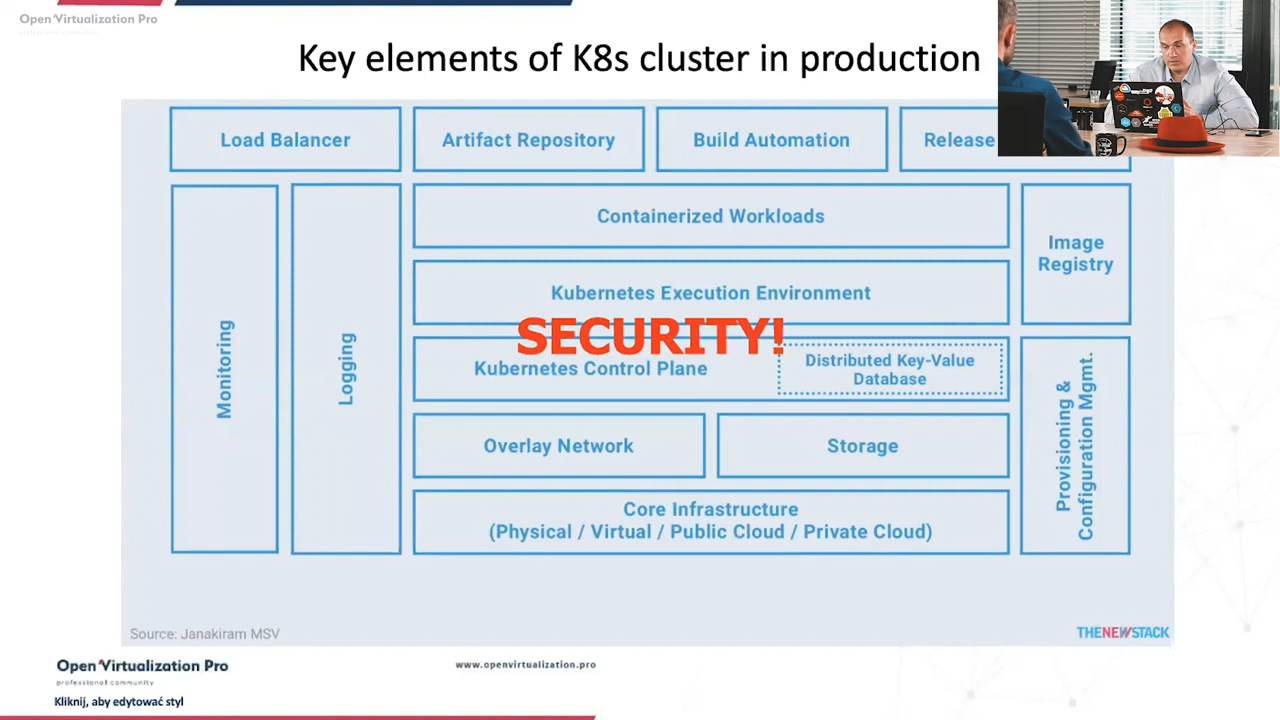 Open Virtualization Pro
Key elements of K8s cluster in production
Load Balancer
Artifact Repository
Build Automation
Release
Containerized Workloads
Image
Registry
Kubernetes Execution Environment
SECURITY!
Monitoring
Logging
Kubernetes Control Plane
Distributed Key-Value
Database
Provisioning &
Configuration Mgmt.
Overlay Network
Storage
Core Infrastructure
(Physical / Virtual / Public Cloud / Private Cloud)
Source: Janakiram MSV
THENEWSTACK
Open Virtualization Pro
professional community
www.openvirtualization.pro
Kliknij, aby edytować styl